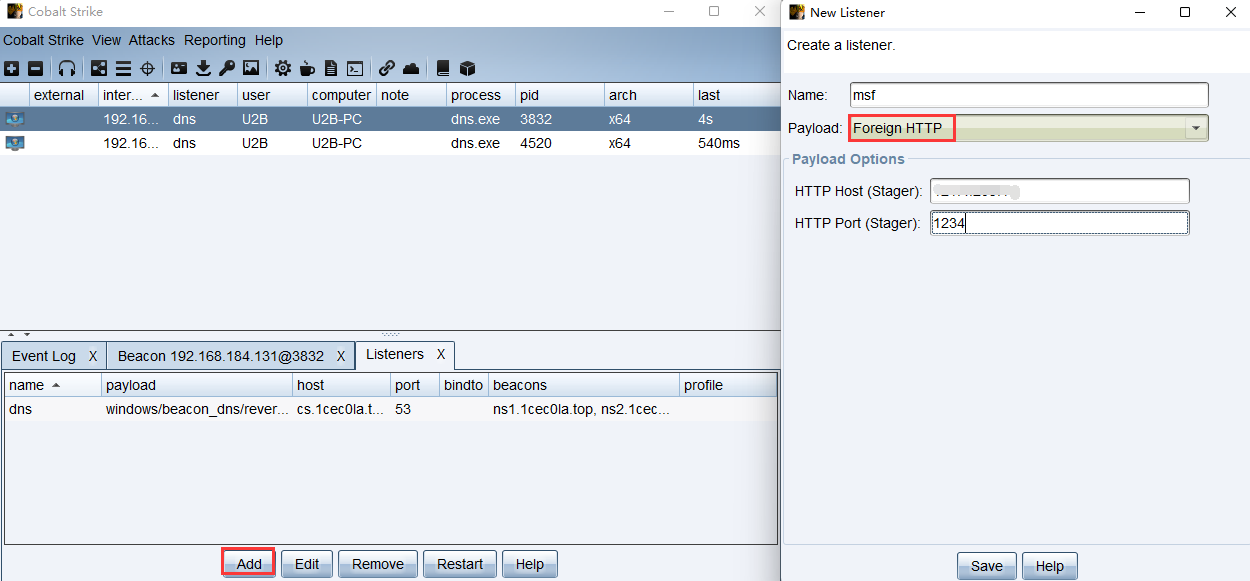 Cobalt Strike
Cobalt Strike View Attacks Reporting Help
external inter... listener user computer note process pid arch last
192.16... dns U2B U2B-PC dns.exe 3832 x64 4s
192.16... dns U2B U2B-PC dns.exe 4520 x64 540ms
Event Log X Beacon 192.168.184.131@3832 X Listeners X
name payload host port bindto beacons profile
dns windows/beacon_dns/rever... cs.1cec0la.t... 53 ns1.1cec0la.top, ns2.1cec...
Add Edit Remove Restart Help
New Listener
Create a listener.
Name: msf
Payload: Foreign HTTP
Payload Options
HTTP Host (Stager):
HTTP Port (Stager): 1234
Save Help